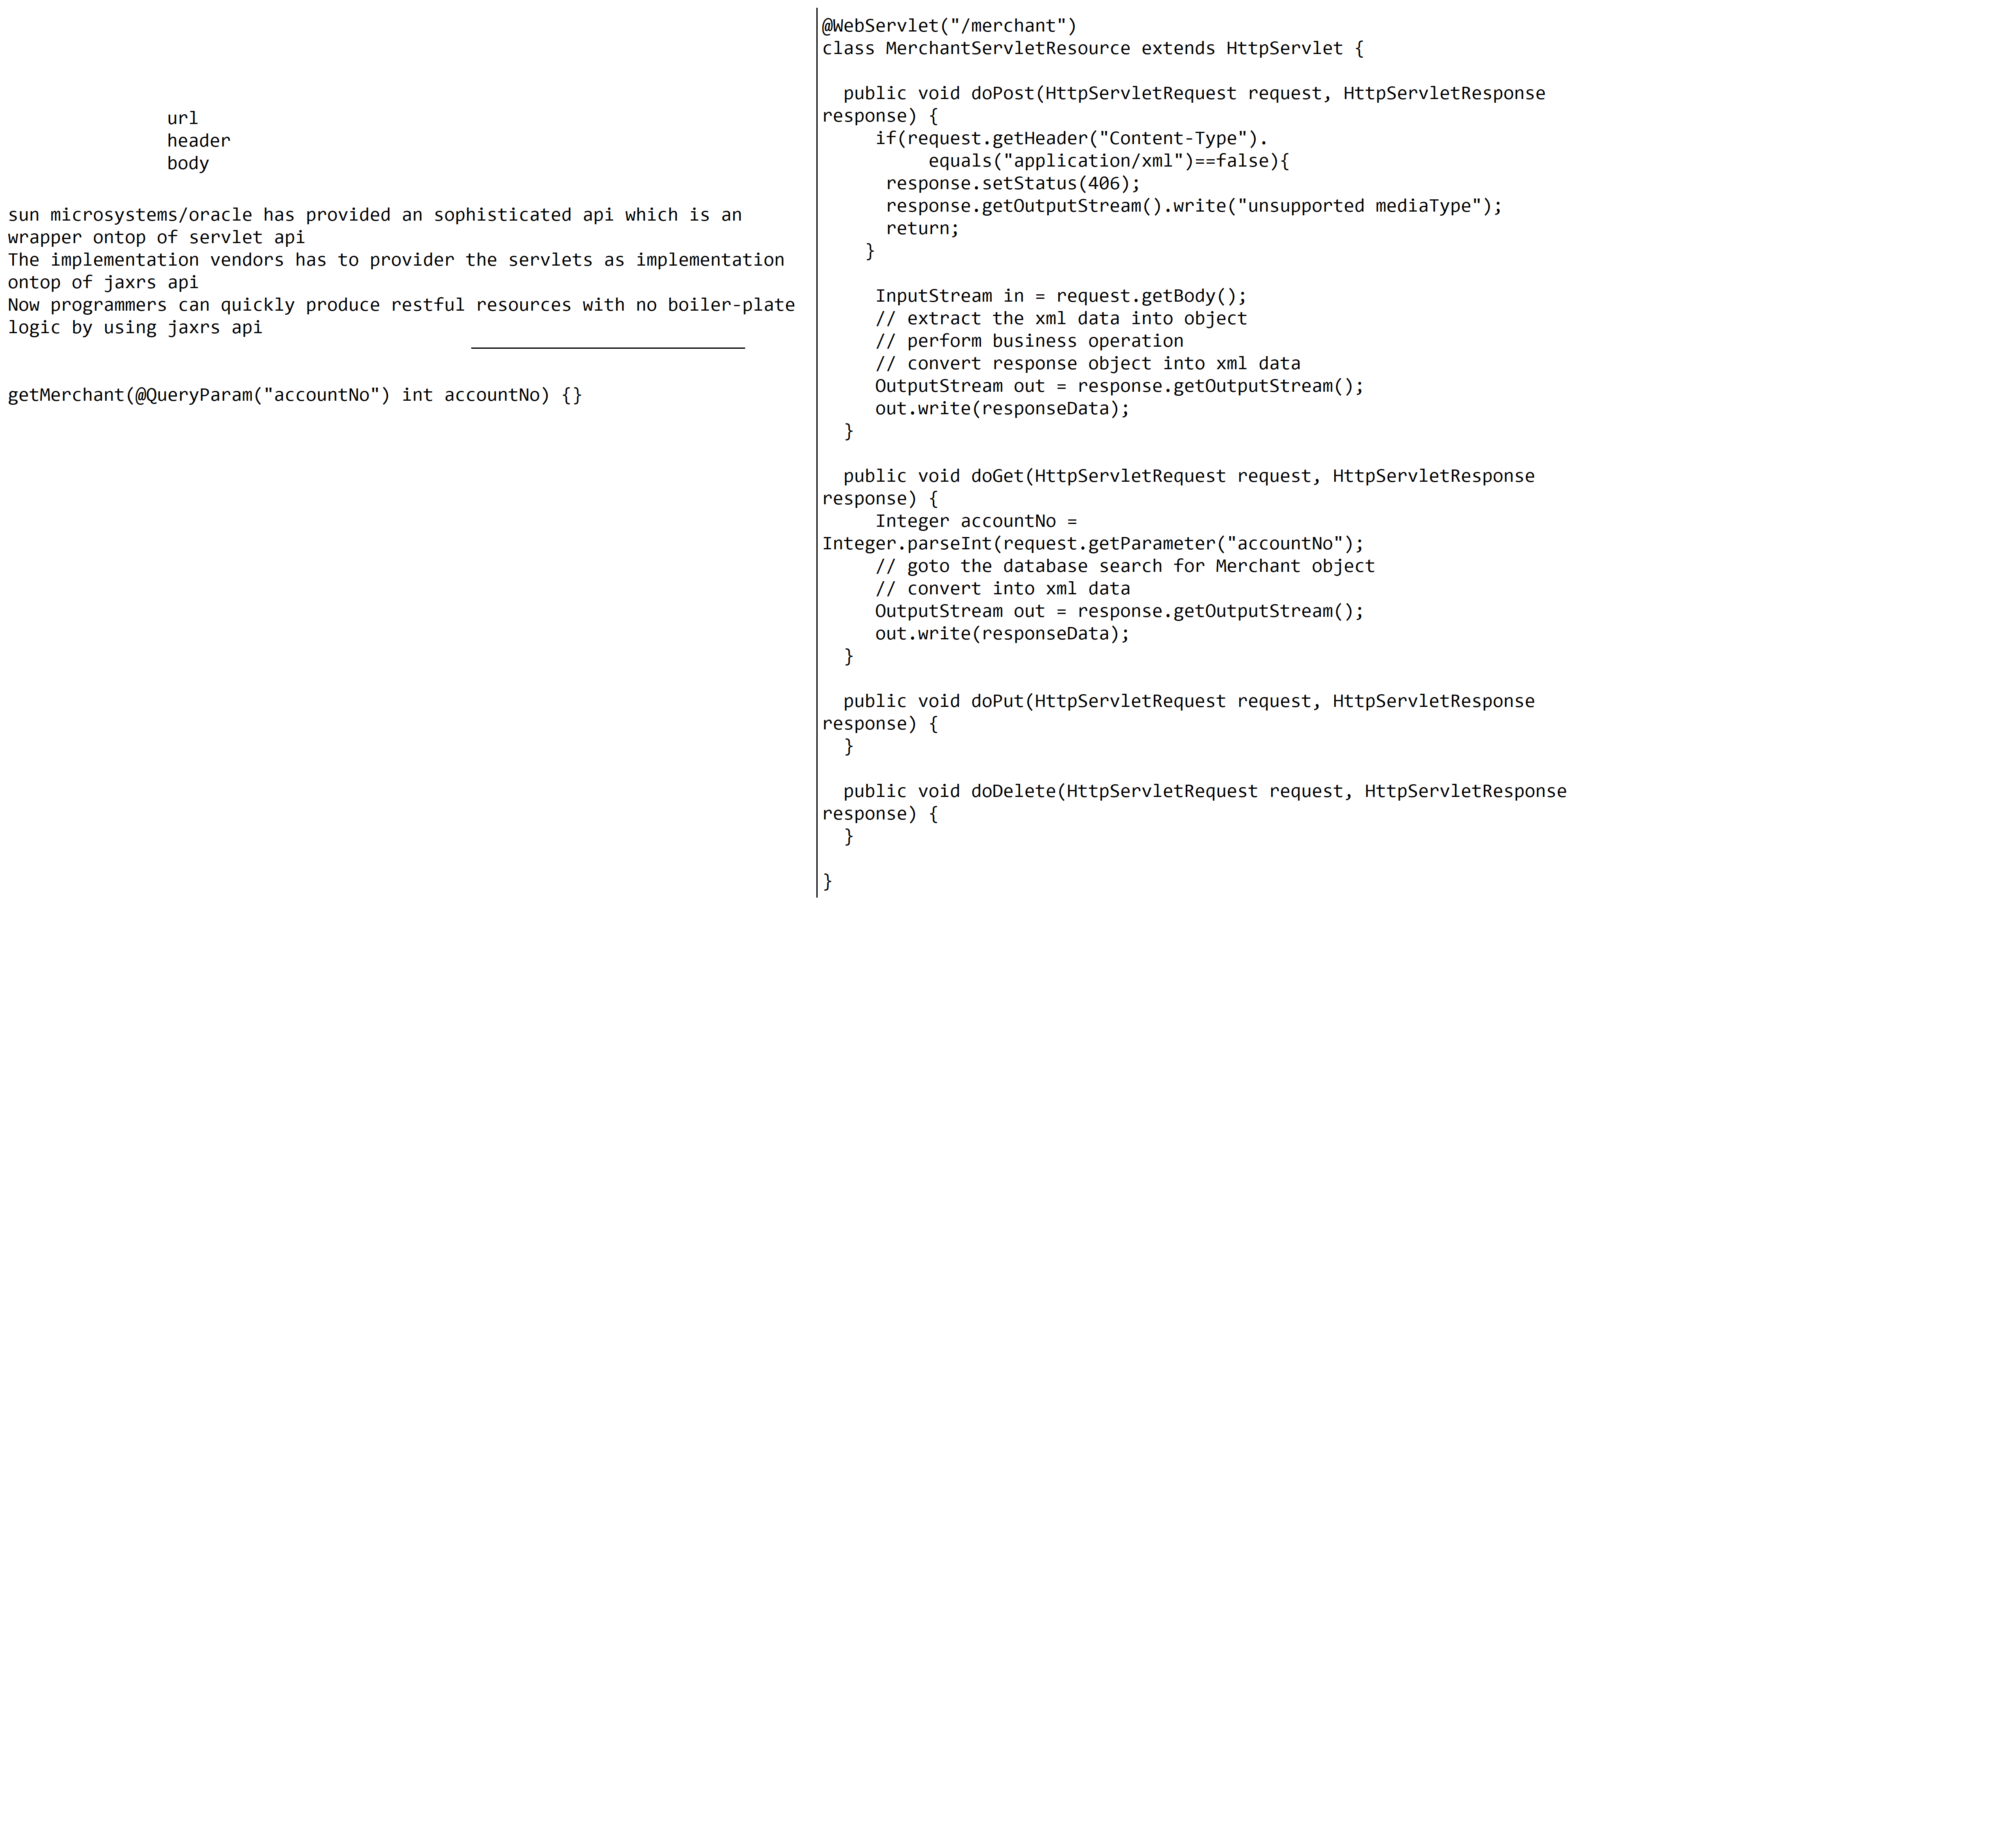 url
header
body
sun microsystems/oracle has provided an sophisticated api which is an
wrapper ontop of servlet api
The implementation vendors has to provider the servlets as implementation
ontop of jaxrs api
Now programmers can quickly produce restful resources with no boiler-plate
logic by using jaxrs api
getMerchant(@QueryParam("accountNo") int accountNo) {}
@WebServlet("/merchant")
class MerchantServletResource extends HttpServlet {
public void doPost(HttpServletRequest request, HttpServletResponse
response) {
if(request.getHeader("Content-Type").
equals("application/xml")==false){
response.setStatus(406);
response.getOutputStream().write("unsupported mediaType");
return;
}
InputStream in = request.getBody();
// extract the xml data into object
// perform business operation
// convert response object into xml data
OutputStream out = response.getOutputStream();
out.write(responseData);
}
public void doGet(HttpServletRequest request, HttpServletResponse
response) {
Integer accountNo =
Integer.parseInt(request.getParameter("accountNo");
// goto the database search for Merchant object
// convert into xml data
OutputStream out = response.getOutputStream();
out.write(responseData);
}
public void doPut(HttpServletRequest request, HttpServletResponse
response) {
}
public void doDelete(HttpServletRequest request, HttpServletResponse
response) {
}
}